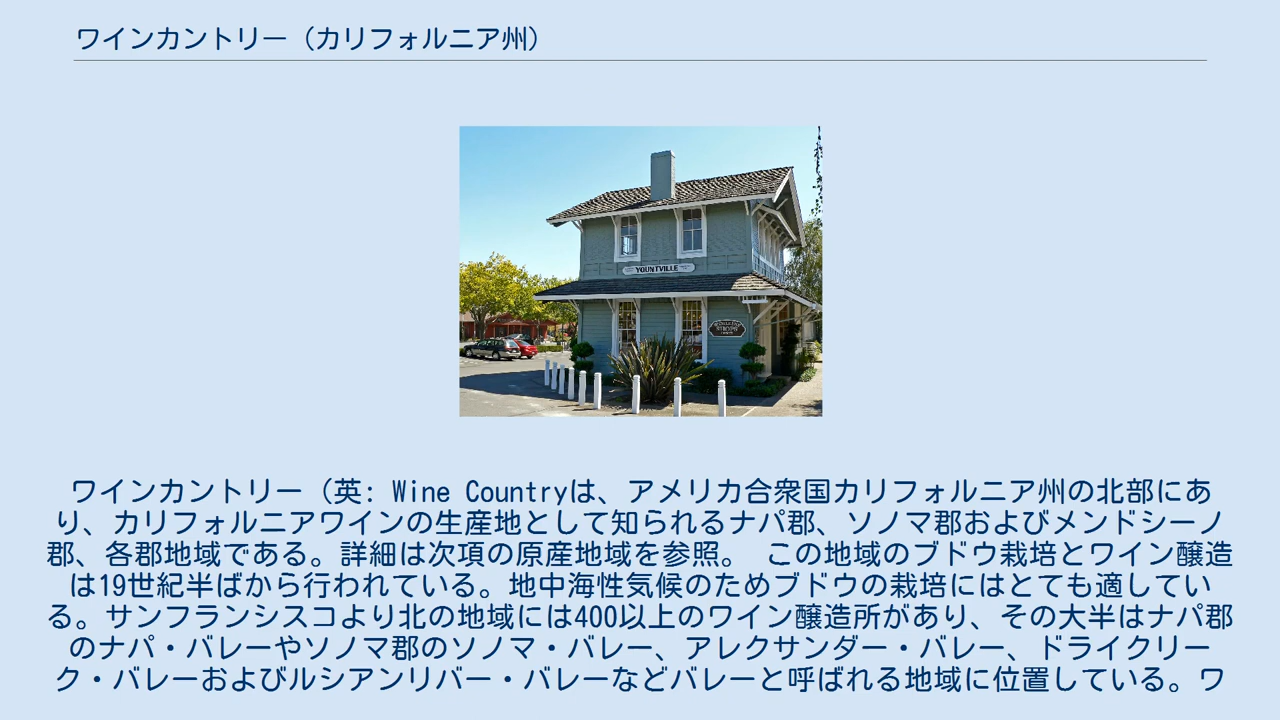 ワインカントリー（カリフォルニア州）
YOUNTVILLE
ワインカントリー（英: Wine Countryは、アメリカ合衆国カリフォルニア州の北部にあ
り、カリフォルニアワインの生産地として知られるナパ郡、ソノマ郡およびメンドシーノ
郡、各郡地域である。詳細は次項の原産地域を参照。 この地域のブドウ栽培とワイン醸造
は19世紀半ばから行われている。地中海性気候のためブドウの栽培にはとても適してい
る。サンフランシスコより北の地域には400以上のワイン醸造所があり、その大半はナパ郡
のナパ・バレーやソノマ郡のソノマ・バレー、アレクサンダー・バレー、ドライクリー
ク・バレーおよびルシアンリバー・バレーなどバレーと呼ばれる地域に位置している。ワ